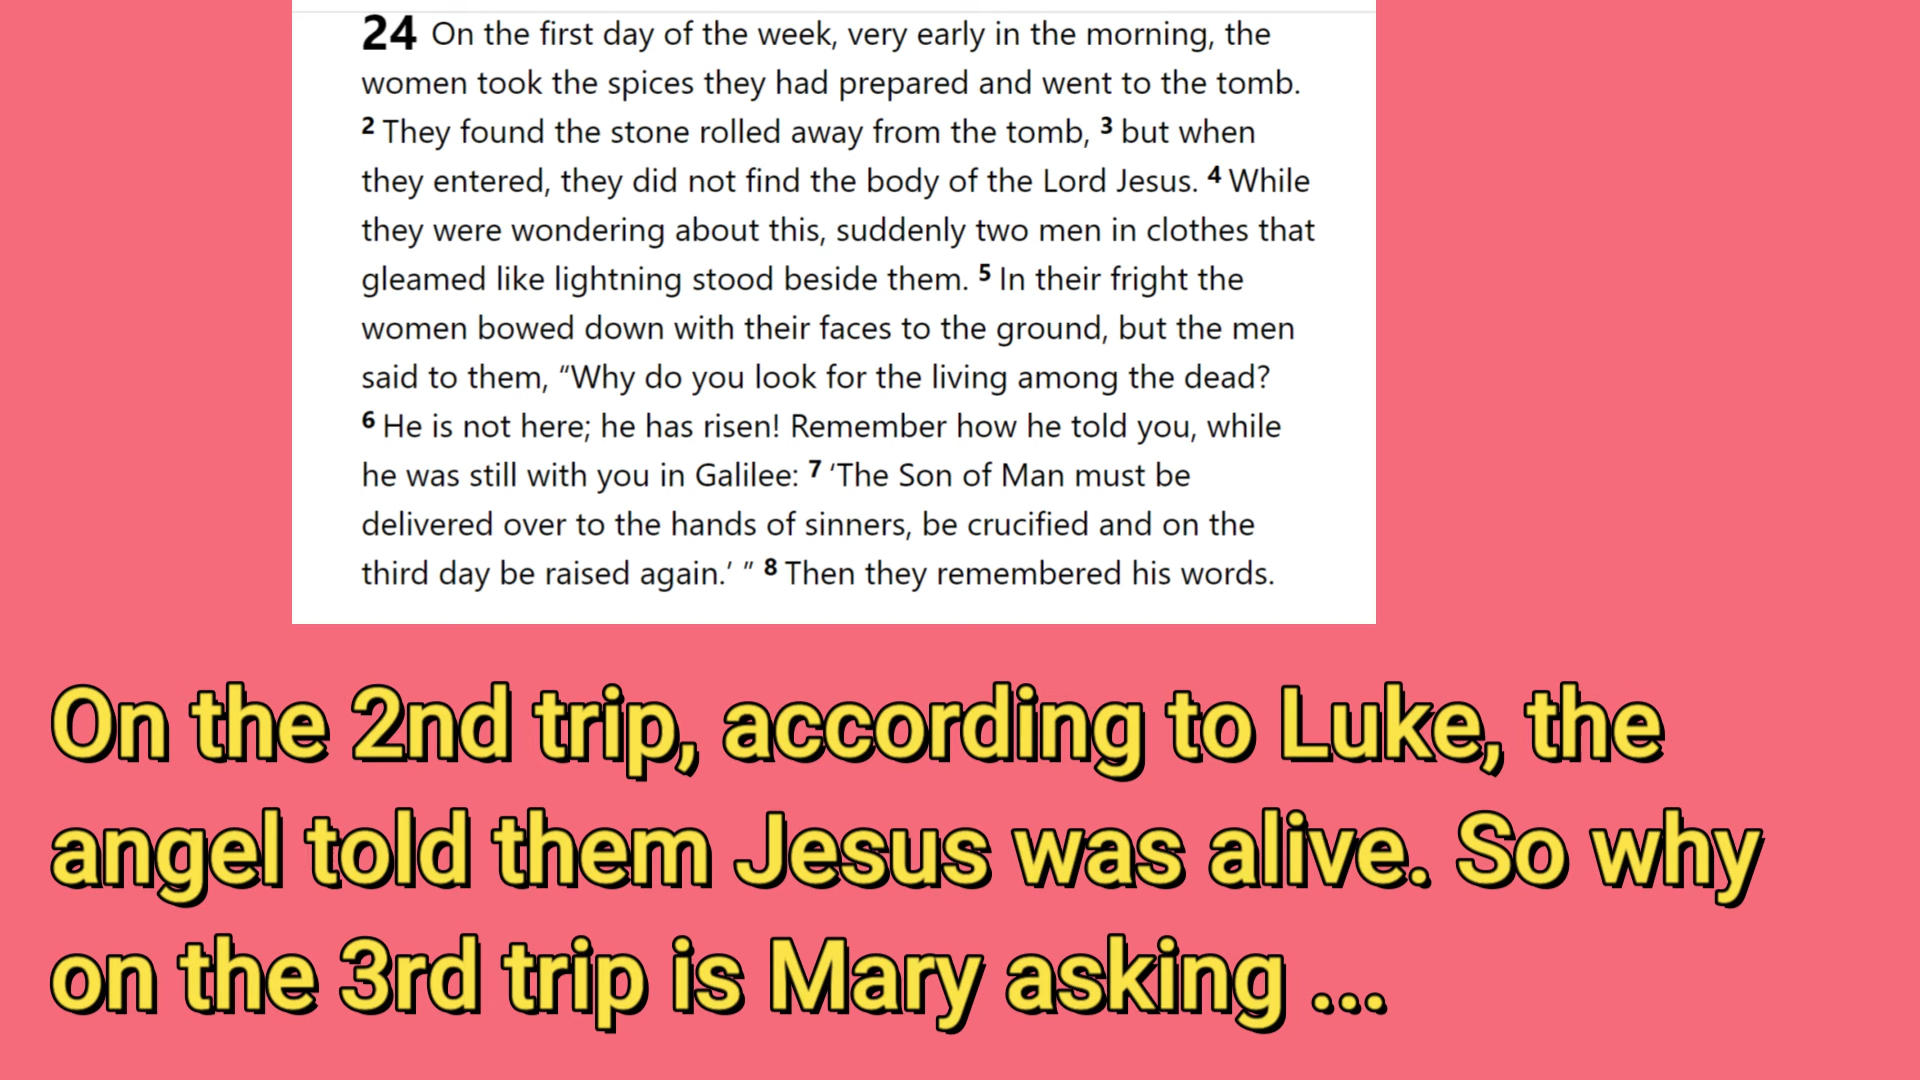 24 On the first day of the week, very early in the morning, the
women took the spices they had prepared and went to the tomb.
2 They found the stone rolled away from the tomb, 3 but when
they entered, they did not find the body of the Lord Jesus. 4 While
they were wondering about this, suddenly two men in clothes that
gleamed like lightning stood beside them. 5 In their fright the
women bowed down with their faces to the ground, but the men
said to them, “Why do you look for the living among the dead?
6 He is not here; he has risen! Remember how he told you, while
he was still with you in Galilee: 7 ‘The Son of Man must be
delivered over to the hands of sinners, be crucified and on the
third day be raised again.’ ” 8 Then they remembered his words.
On the 2nd trip, according to Luke, the
angel told them Jesus was alive. So why
on the 3rd trip is Mary asking ...